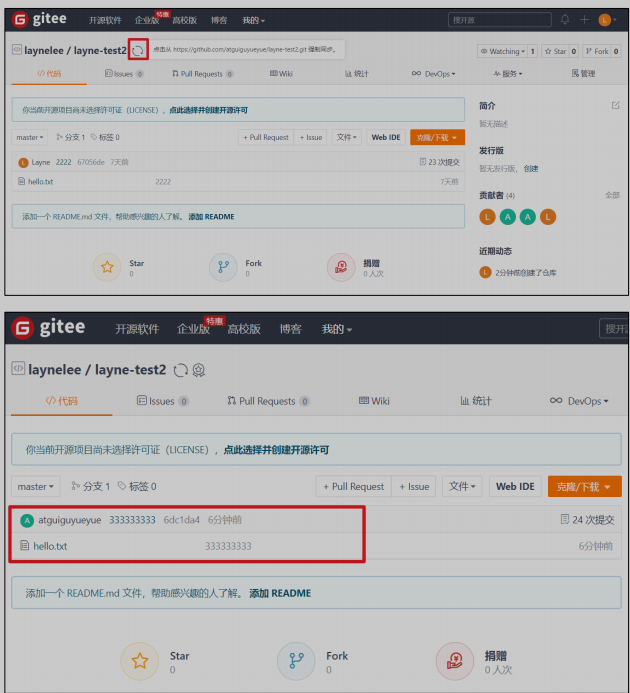 gitee 开源软件 企业版 特惠 高校版 博客 我的 搜开源
laynelee / layne-test2 点击从 https://github.com/atguiguyueyue/layne-test2.git 强制同步。 Watching 1 Star 0 Fork 0
代码 Issues 0 Pull Requests 0 Wiki 统计 DevOps 服务 管理
你当前开源项目尚未选择许可证（LICENSE），点此选择并创建开源许可
master 分支 1 标签 0 + Pull Request + Issue 文件 Web IDE 克隆/下载
L Layne 2222 67056de 7天前 23 次提交
hello.txt 2222 7天前
添加一个 README.md 文件，帮助感兴趣的人了解。 添加 README
Star
0
Fork
0
捐赠
0 人次
简介
暂无描述
发行版
暂无发行版，创建
贡献者 (4) 全部
L A A L
近期动态
L 2分钟前创建了仓库
gitee 开源软件 企业版 特惠 高校版 博客 我的 搜开
laynelee / layne-test2
代码 Issues 0 Pull Requests 0 Wiki 统计 DevOps
你当前开源项目尚未选择许可证（LICENSE），点此选择并创建开源许可
master 分支 1 标签 0 + Pull Request + Issue 文件 Web IDE 克隆/下载
A atguiguyueyue 333333333 6dc1da4 6分钟前 24 次提交
hello.txt 333333333 6分钟前
添加一个 README.md 文件，帮助感兴趣的人了解。 添加 README
Star
0
Fork
0
捐赠
0 人次